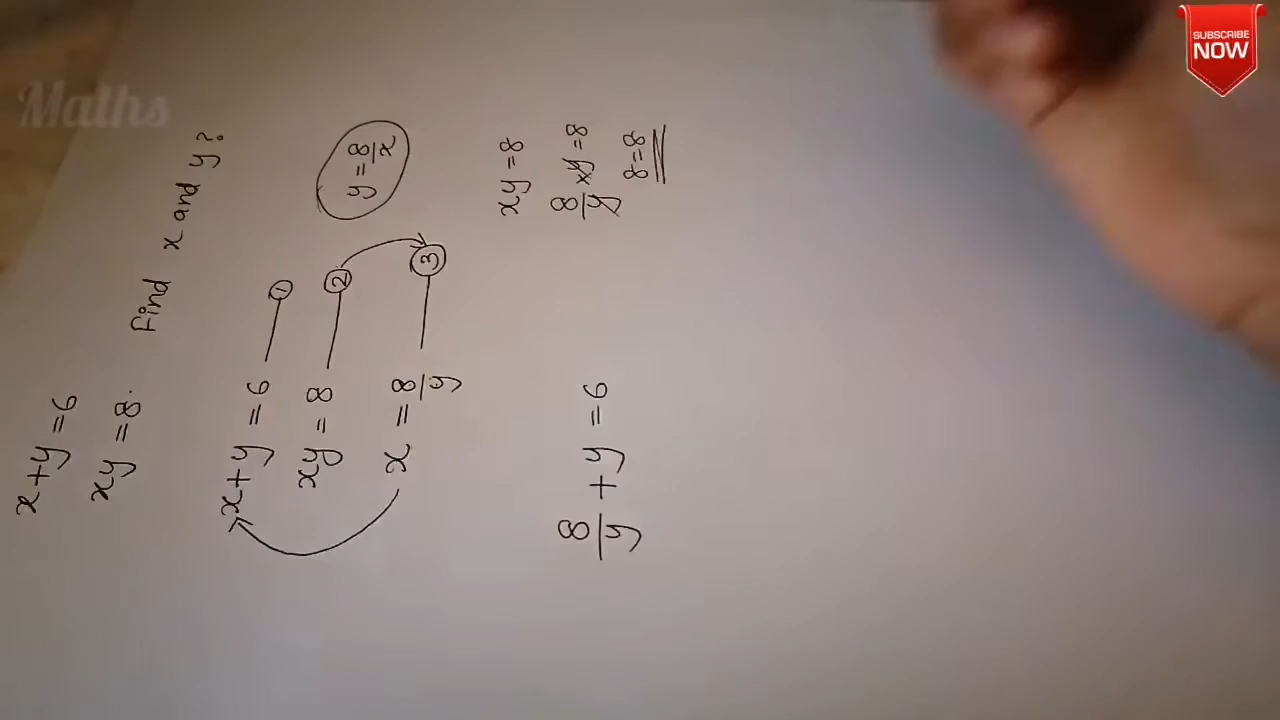 Maths
SUBSCRIBE
NOW
x+y=6
xy=8. Find x and y?
x+y=6 — ①
xy=8 — ②
y=8/x
x=8/y — ③
xy=8
8/y×y=8
8=8
8/y+y=6